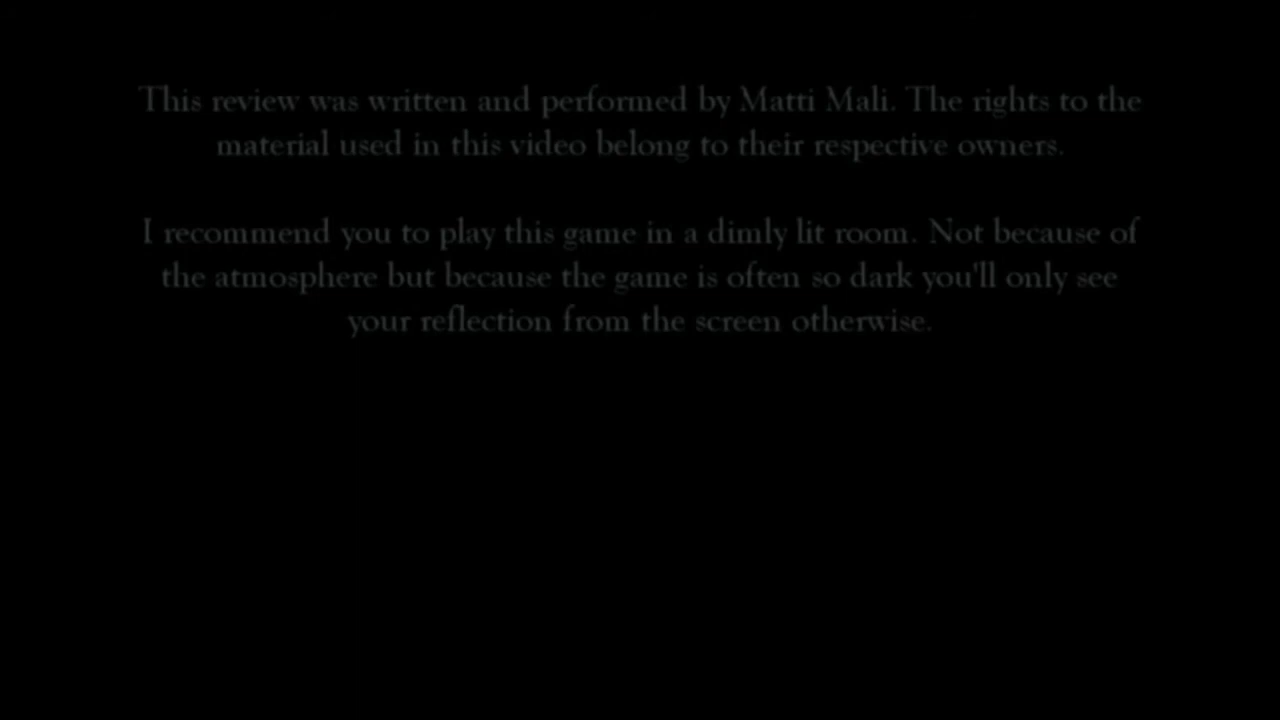 This review was written and performed by Matti Mali. The rights to the
material used in this video belong to their respective owners.
I recommend you to play this game in a dimly lit room. Not because of
the atmosphere but because the game is often so dark you'll only see
your reflection from the screen otherwise.